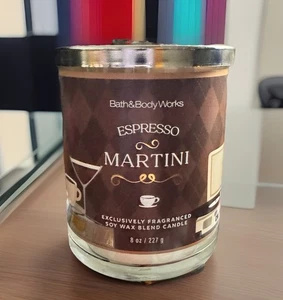 Bath&BodyWorks
ESPRESSO
MARTINI
EXCLUSIVELY FRAGRANCED
SOY WAX BLEND CANDLE
8 oz / 227 g